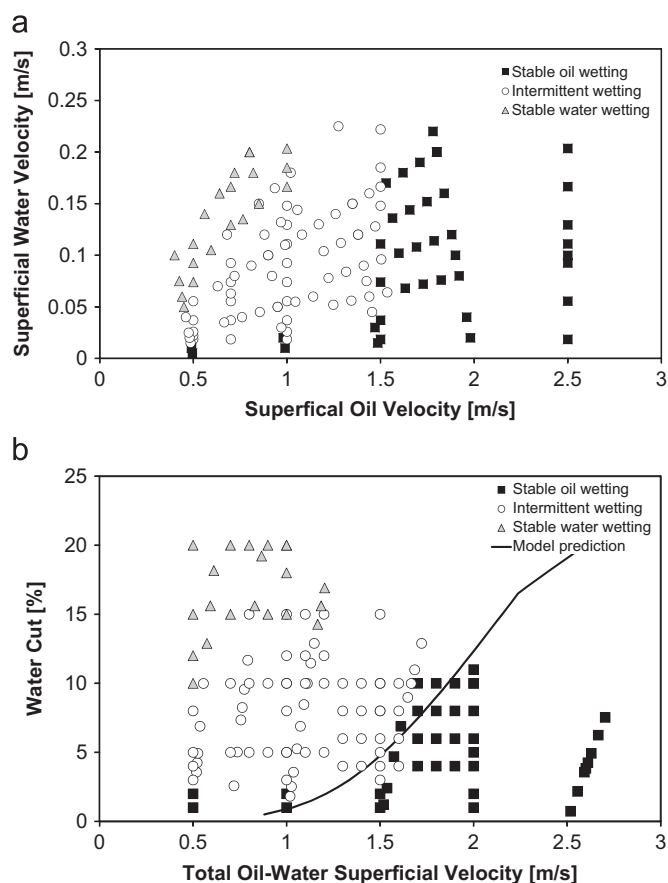 a
0.3
0.25
0.2
0.15
0.1
0.05
0
Superficial Water Velocity [m/s]
Stable oil wetting
Intermittent wetting
Stable water wetting
0 0.5 1 1.5 2 2.5 3
Superfical Oil Velocity [m/s]
b
25
20
15
10
5
0
Water Cut [%]
Stable oil wetting
Intermittent wetting
Stable water wetting
Model prediction
0 0.5 1 1.5 2 2.5 3
Total Oil-Water Superficial Velocity [m/s]